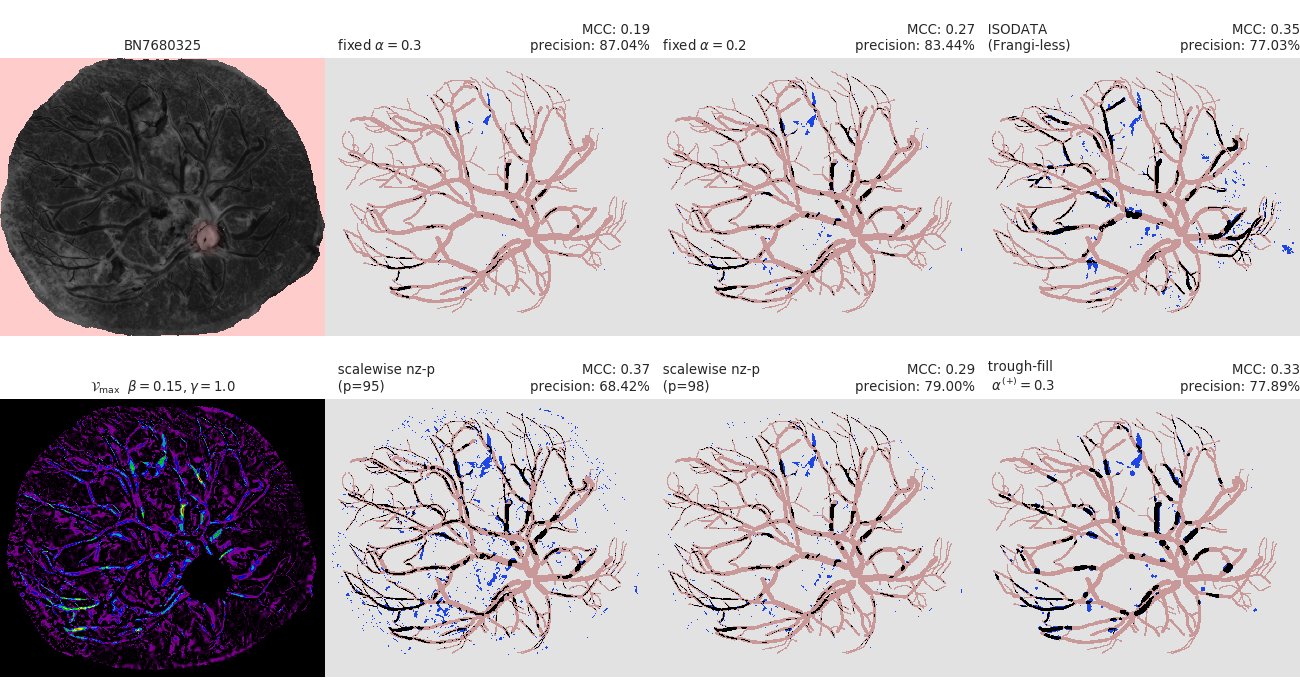 BN7680325
fixed α = 0.3
MCC: 0.19
precision: 87.04%
fixed α = 0.2
MCC: 0.27
precision: 83.44%
ISODATA
(Frangi-less)
MCC: 0.35
precision: 77.03%
𝒱max β = 0.15, γ = 1.0
scalewise nz-p
(p=95)
MCC: 0.37
precision: 68.42%
scalewise nz-p
(p=98)
MCC: 0.29
precision: 79.00%
trough-fill
α(+) = 0.3
MCC: 0.33
precision: 77.89%